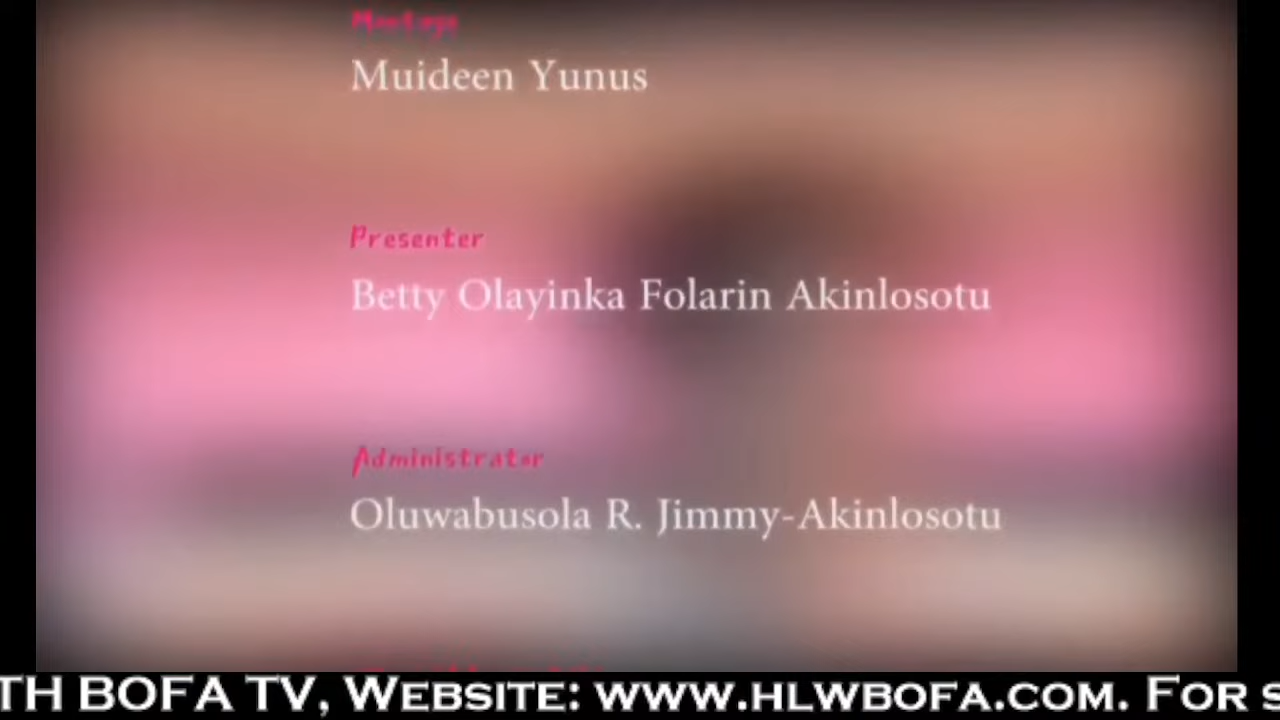 Montage
Muideen Yunus
Presenter
Betty Olayinka Folarin Akinlosotu
Administrator
Oluwabusola R. Jimmy-Akinlosotu
TH BOFA TV, WEBSITE: WWW.HLWBOFA.COM. FOR S